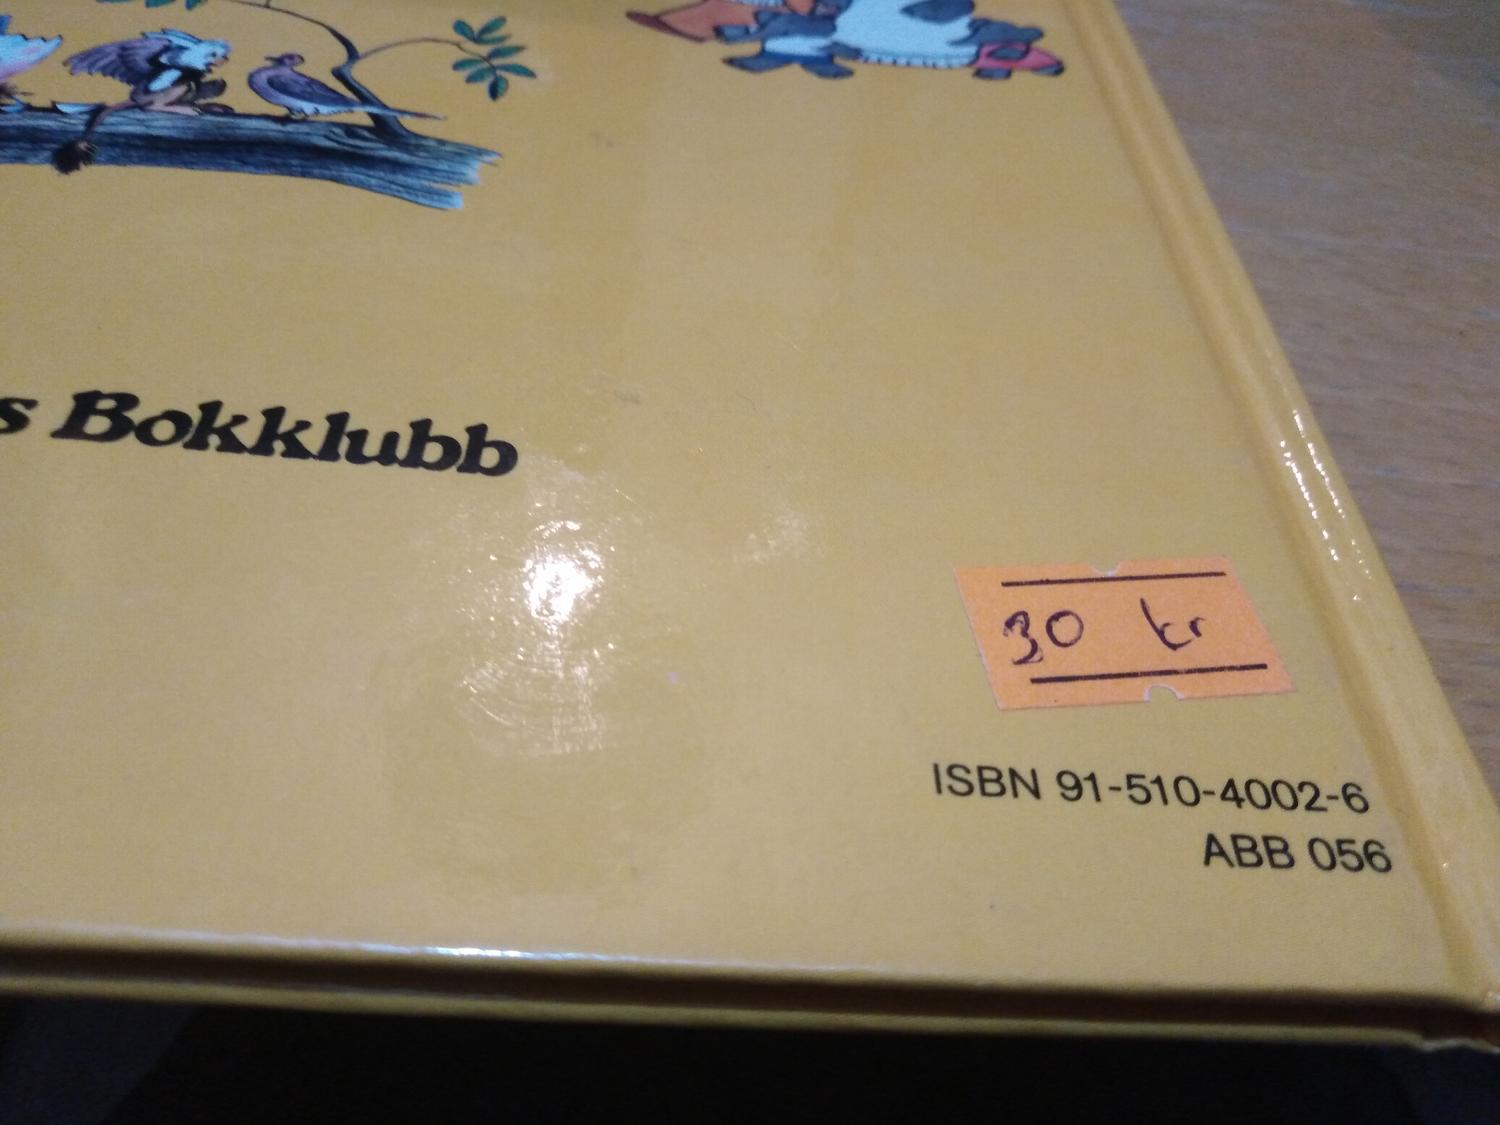 s Bokklubb
30 kr
ISBN 91-510-4002-6
ABB 056